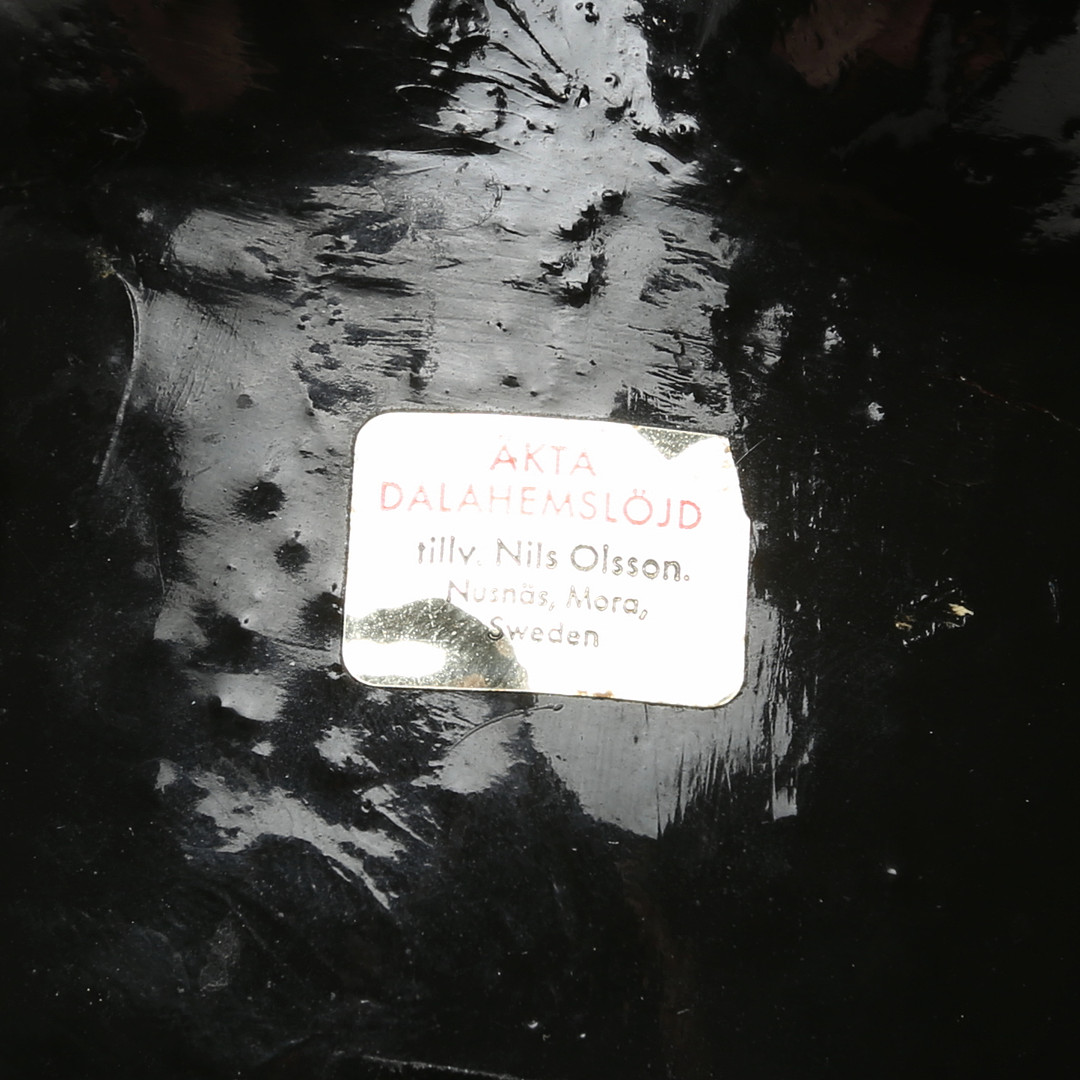 ÄKTA
DALAHEMSLÖJD
tillv. Nils Olsson.
Nusnäs, Mora,
Sweden